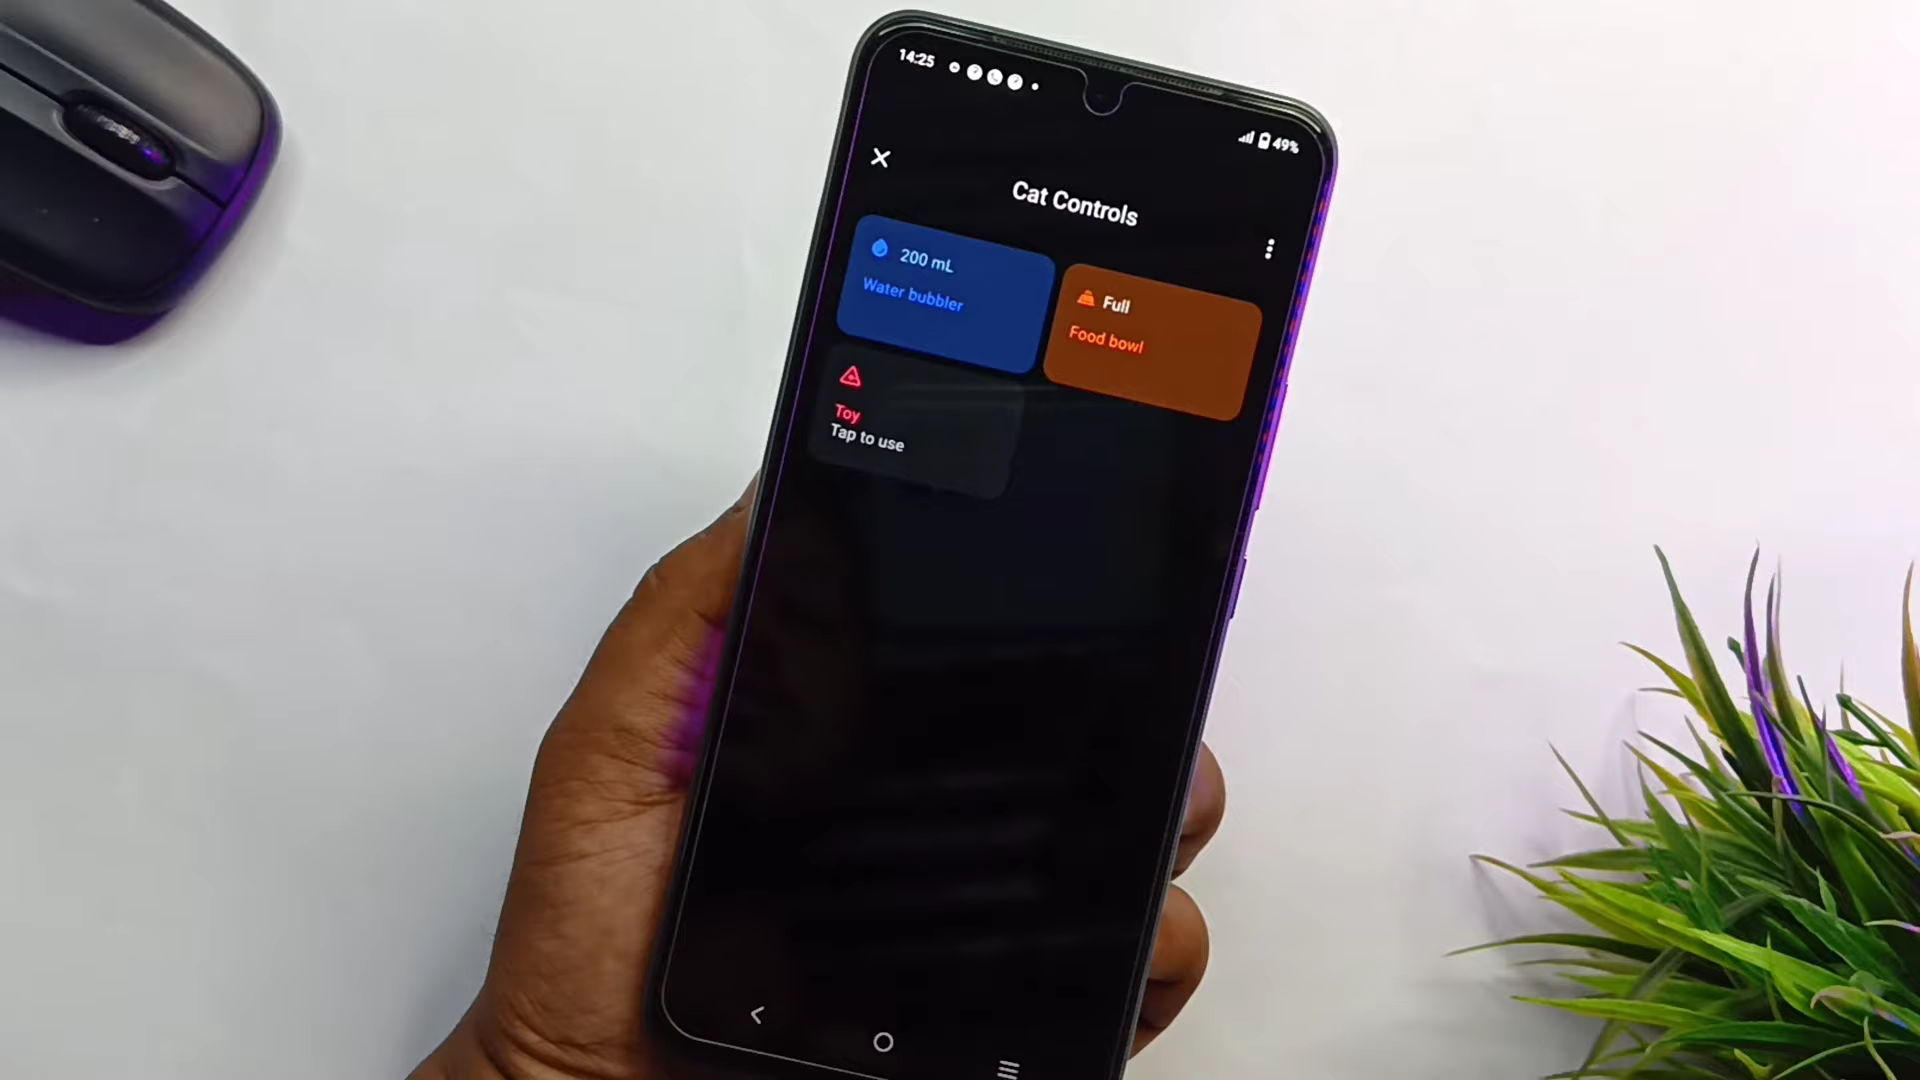 14:25
49%
Cat Controls
200 mL
Water bubbler
Full
Food bowl
Toy
Tap to use